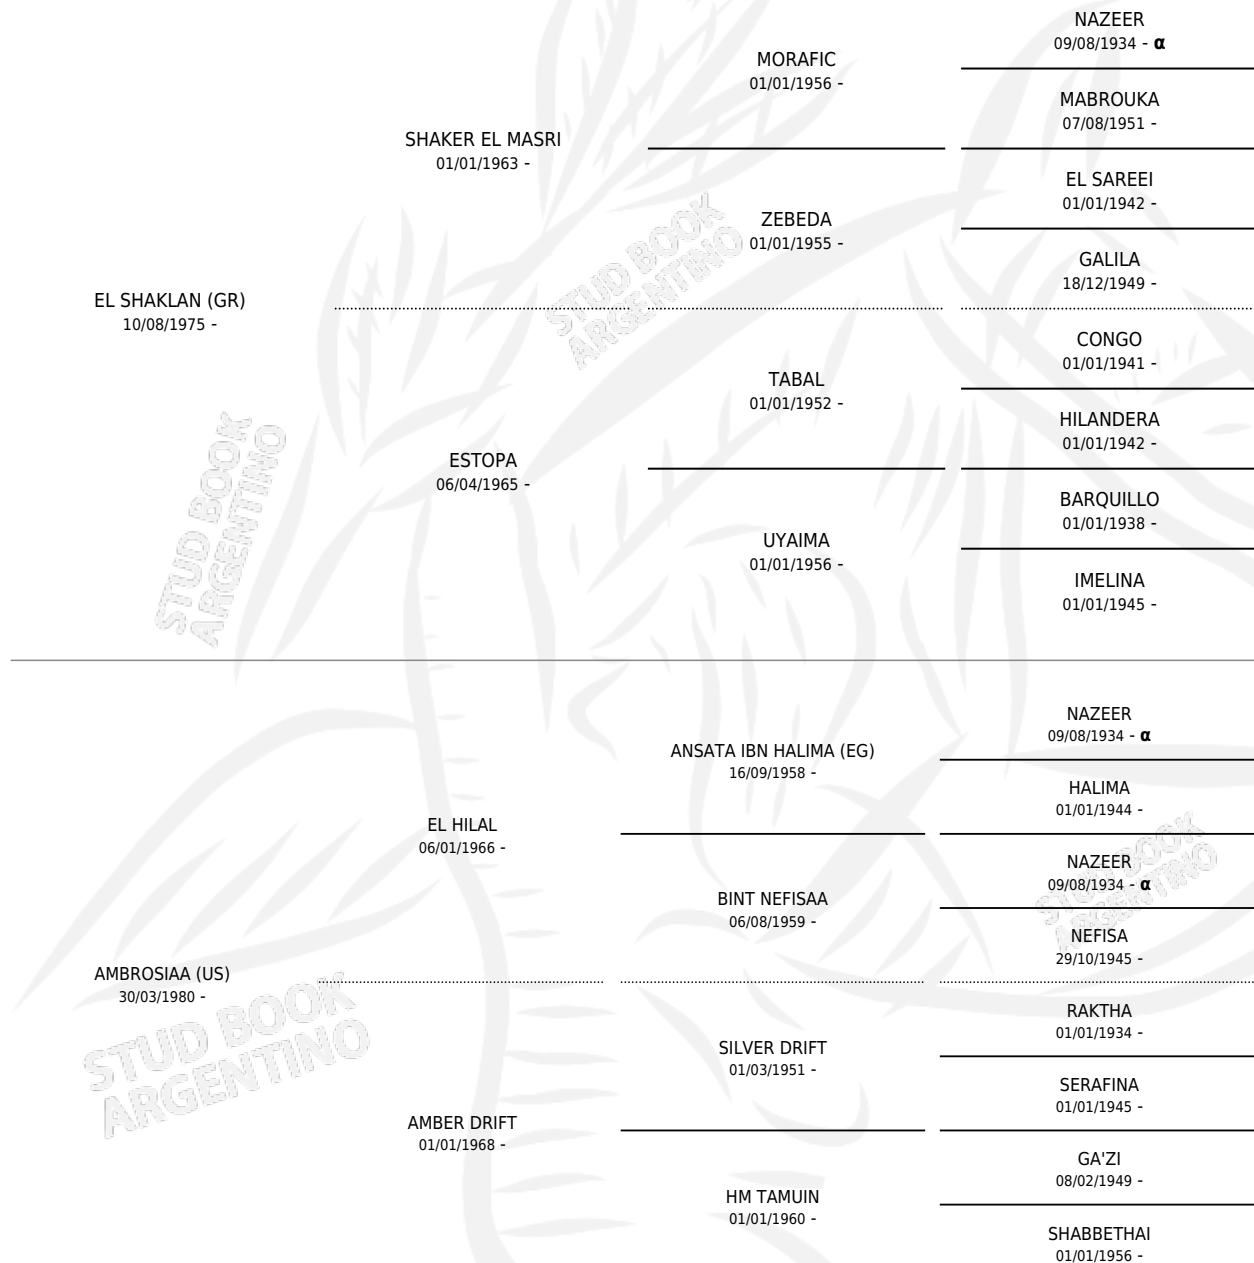 NAZEER
09/08/1934 - α
MORAFIC
01/01/1956 -
MABROUKA
07/08/1951 -
SHAKER EL MASRI
01/01/1963 -
EL SAREEI
01/01/1942 -
ZEBEDA
01/01/1955 -
GALILA
18/12/1949 -
EL SHAKLAN (GR)
10/08/1975 -
CONGO
01/01/1941 -
TABAL
01/01/1952 -
HILANDERA
01/01/1942 -
ESTOPA
06/04/1965 -
BARQUILLO
01/01/1938 -
UYAIMA
01/01/1956 -
IMELINA
01/01/1945 -
STUD BOOK
ARGENTINO
STUD BOOK
ARGENTINO
NAZEER
09/08/1934 - α
ANSATA IBN HALIMA (EG)
16/09/1958 -
HALIMA
01/01/1944 -
EL HILAL
06/01/1966 -
NAZEER
09/08/1934 - α
BINT NEFISAA
06/08/1959 -
NEFISA
29/10/1945 -
AMBROSIAA (US)
30/03/1980 -
RAKTHA
01/01/1934 -
SILVER DRIFT
01/03/1951 -
SERAFINA
01/01/1945 -
AMBER DRIFT
01/01/1968 -
GA'ZI
08/02/1949 -
HM TAMUIN
01/01/1960 -
SHABBETHAI
01/01/1956 -
STUD BOOK
ARGENTINO
STUD BOOK
ARGENTINO